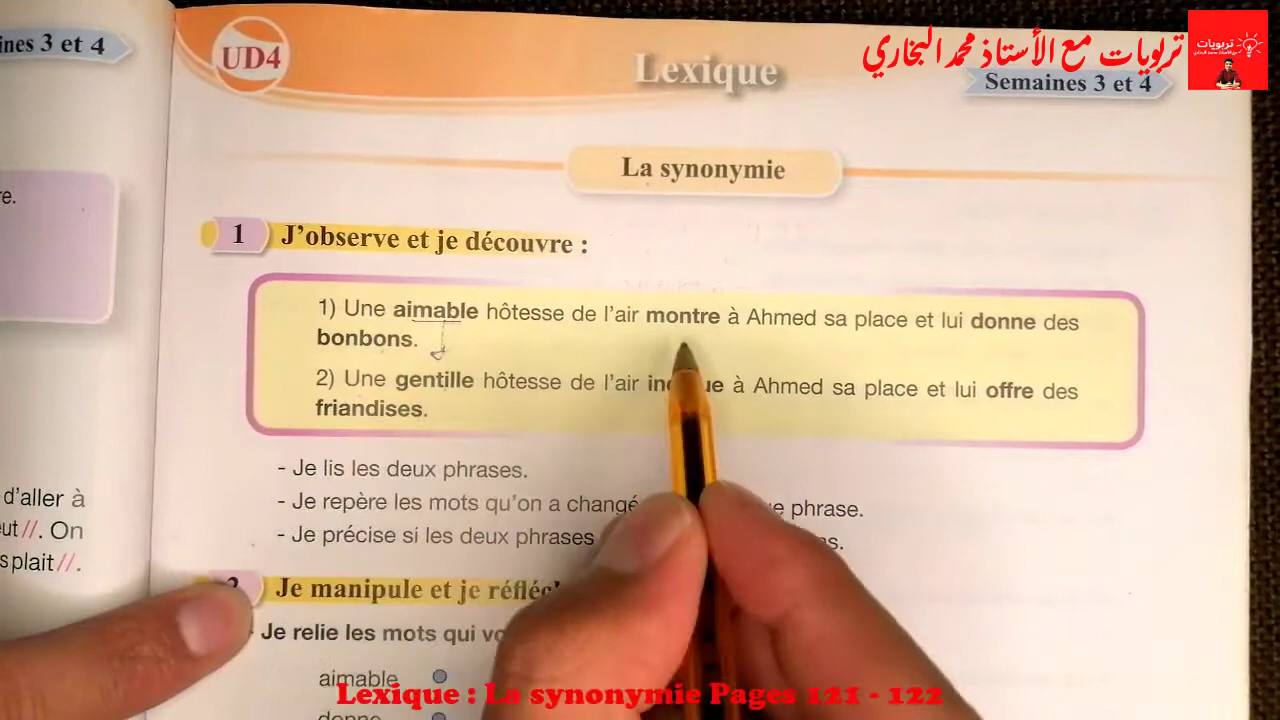 ines 3 et 4
UD4
Lexique
Semaines 3 et 4
تربويات مع الأستاذ محمد البخاري
تربويات
La synonymie
re.
1 J’observe et je découvre :
1) Une aimable hôtesse de l’air montre à Ahmed sa place et lui donne des
bonbons.
2) Une gentille hôtesse de l’air à Ahmed sa place et lui offre des
friandises.
- Je lis les deux phrases.
- Je repère les mots qu’on a changé phrase.
- Je précise si les deux phrases
d’aller à
ut //. On
s plait //.
2 Je manipule et je
Je relie les mots qui
aimable
donne
Lexique : La synonymie Pages 121 - 122